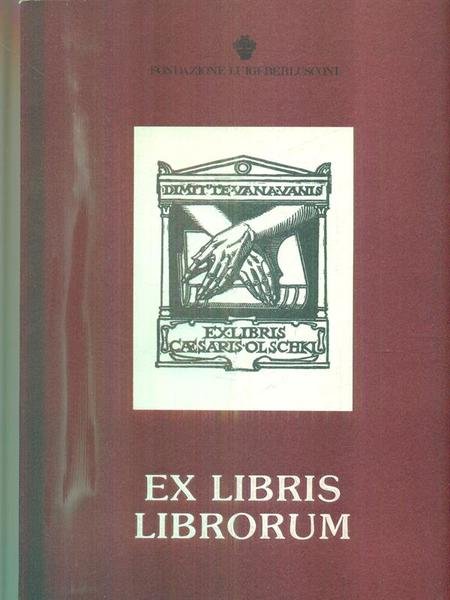 FONDAZIONE LUIGI BERLUSCONI
DIMITTE·VANA·VANIS
EX·LIBRIS
CÆSARIS·OLSCHKI
EX LIBRIS
LIBRORUM